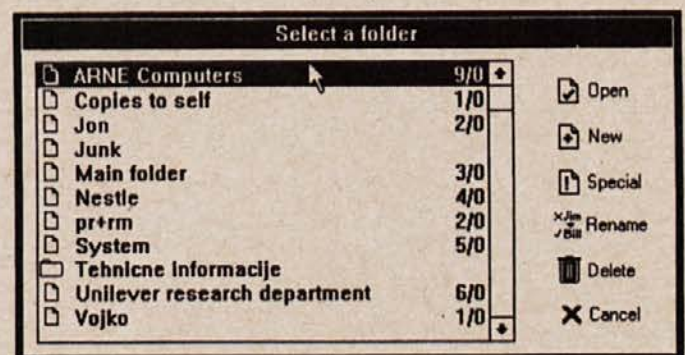 Select a folder
ARNE Computers 9/0
Copies to self 1/0
Jon 2/0
Junk
Main folder 3/0
Nestle 4/0
pr+rm 2/0
System 5/0
Tehnicne Informacije
Unilever research department 6/0
Vojko 1/0
Open
New
Special
Jim
Bill
Rename
Delete
Cancel